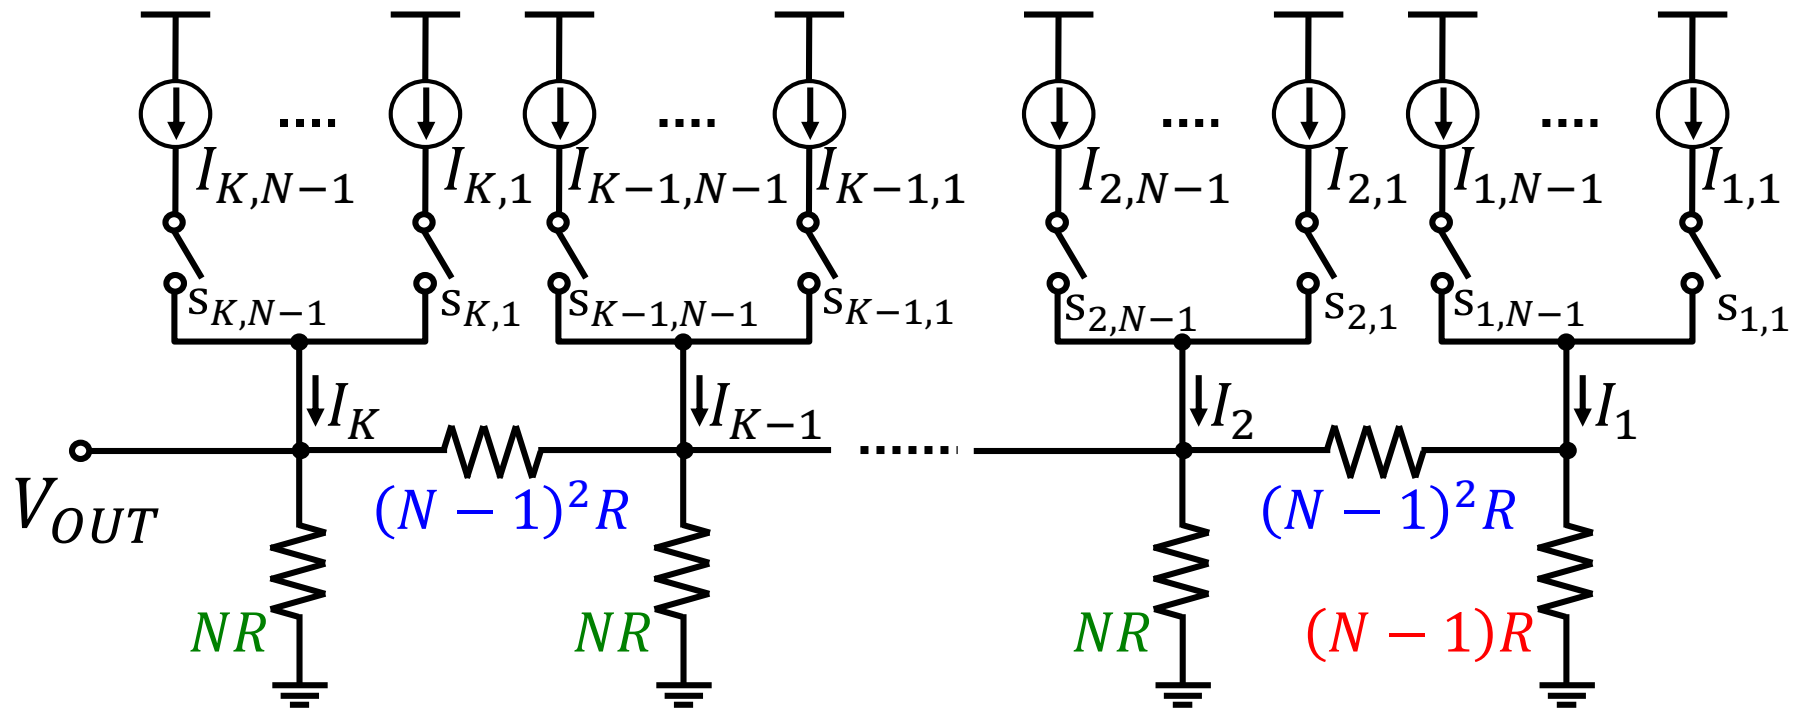 I_{K,N−1} I_{K,1} I_{K−1,N−1} I_{K−1,1} I_{2,N−1} I_{2,1} I_{1,N−1} I_{1,1}
s_{K,N−1} s_{K,1} s_{K−1,N−1} s_{K−1,1} s_{2,N−1} s_{2,1} s_{1,N−1} s_{1,1}
I_K I_{K−1} I_2 I_1
V_{OUT} (N − 1)²R (N − 1)²R
NR NR NR (N − 1)R